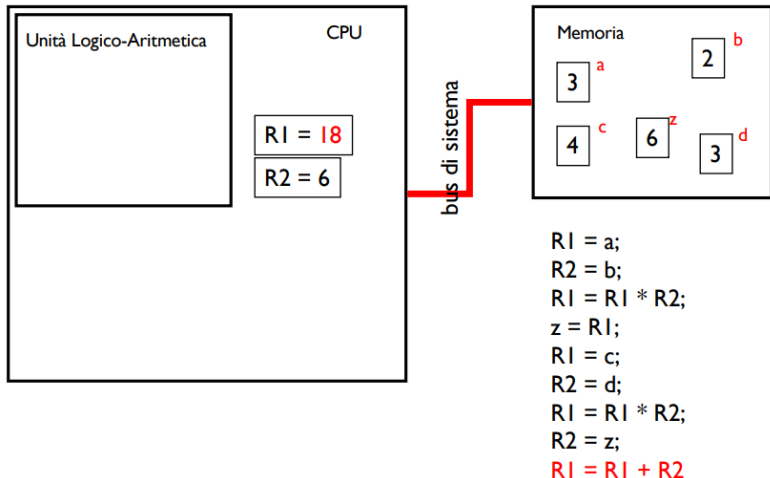 Unità Logico-Aritmetica
CPU
R1 = 18
R2 = 6
bus di sistema
Memoria
3 a
2 b
4 c
6 z
3 d
R1 = a;
R2 = b;
R1 = R1 * R2;
z = R1;
R1 = c;
R2 = d;
R1 = R1 * R2;
R2 = z;
R1 = R1 + R2